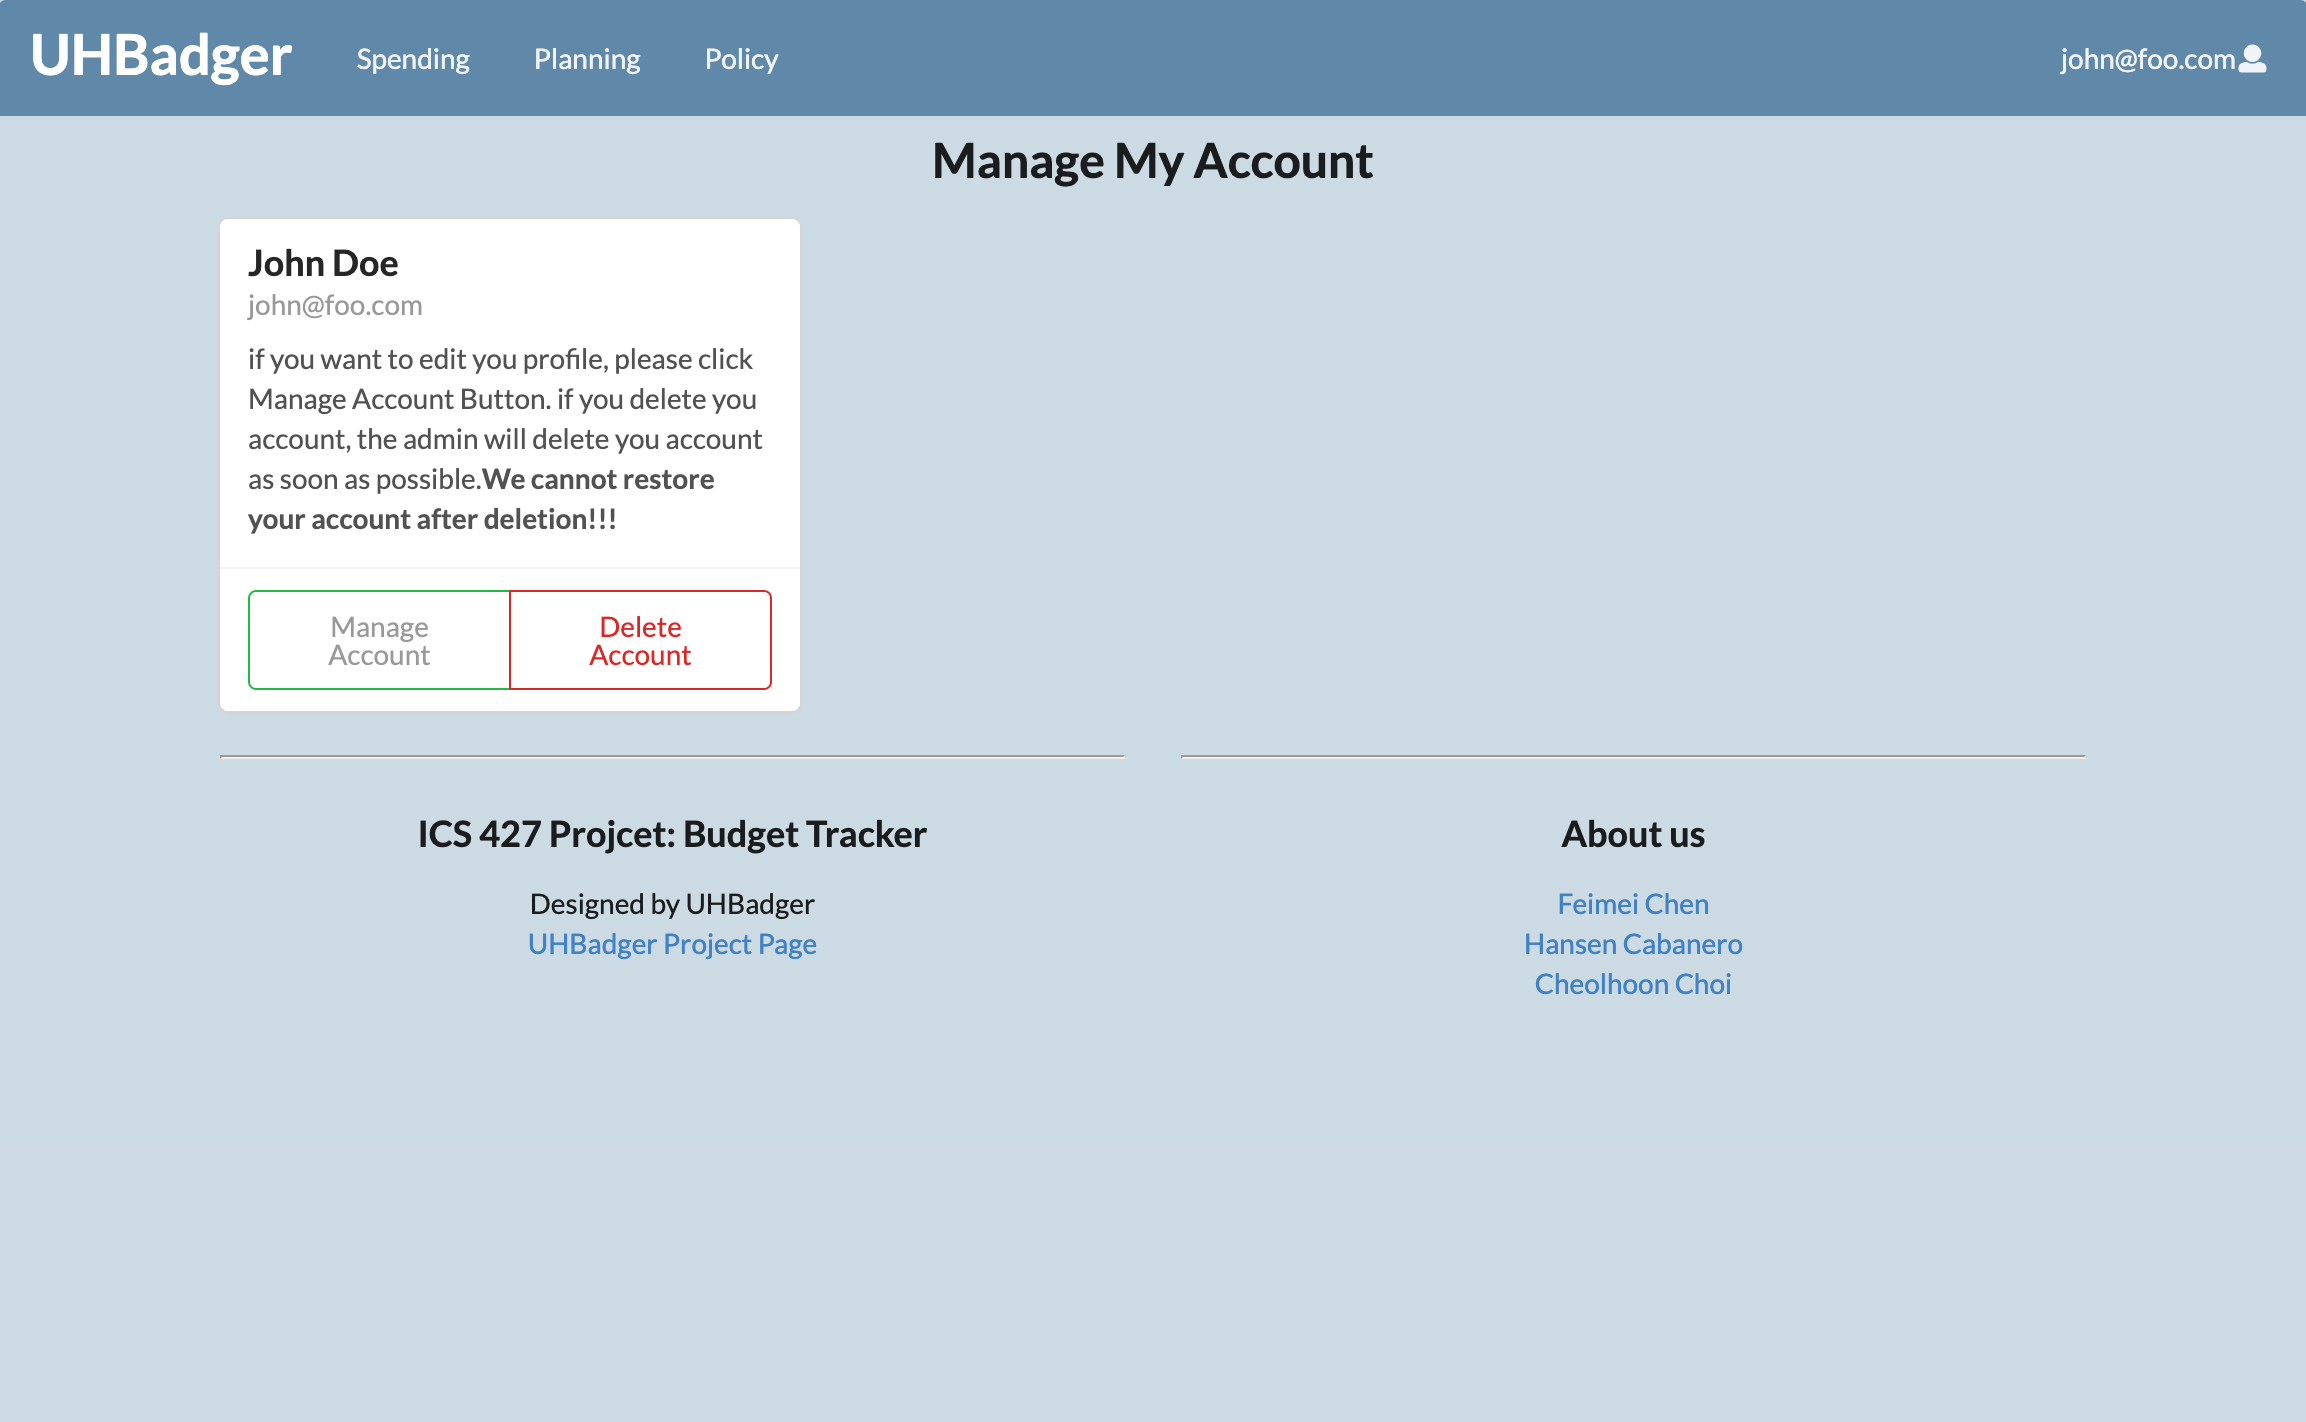 UHBadger Spending Planning Policy john@foo.com
Manage My Account
John Doe
john@foo.com
if you want to edit you profile, please click
Manage Account Button. if you delete you
account, the admin will delete you account
as soon as possible.We cannot restore
your account after deletion!!!
Manage
Account
Delete
Account
ICS 427 Projcet: Budget Tracker
Designed by UHBadger
UHBadger Project Page
About us
Feimei Chen
Hansen Cabanero
Cheolhoon Choi